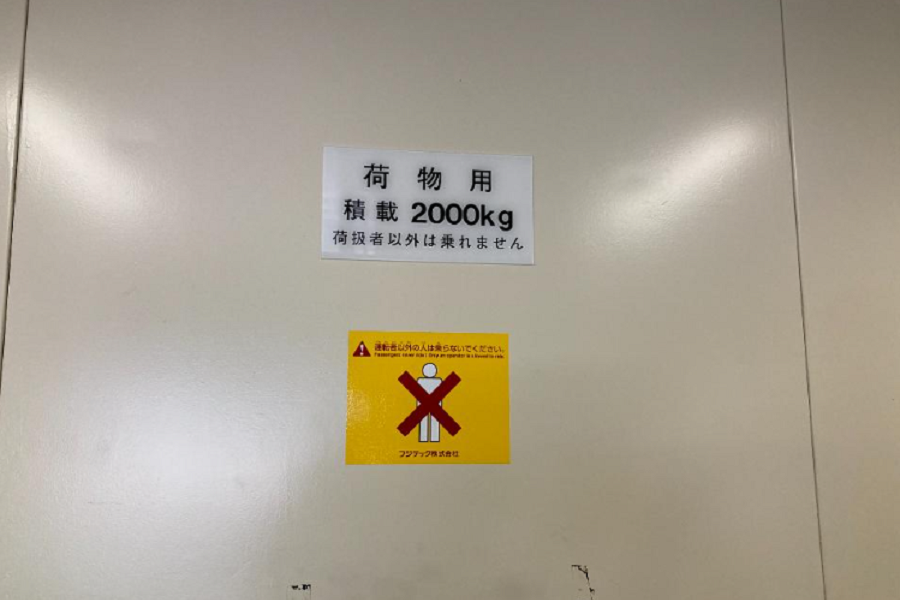 荷物用
積載 2000kg
荷扱者以外は乗れません
運転者以外の人は乗らないでください。
フジテック株式会社